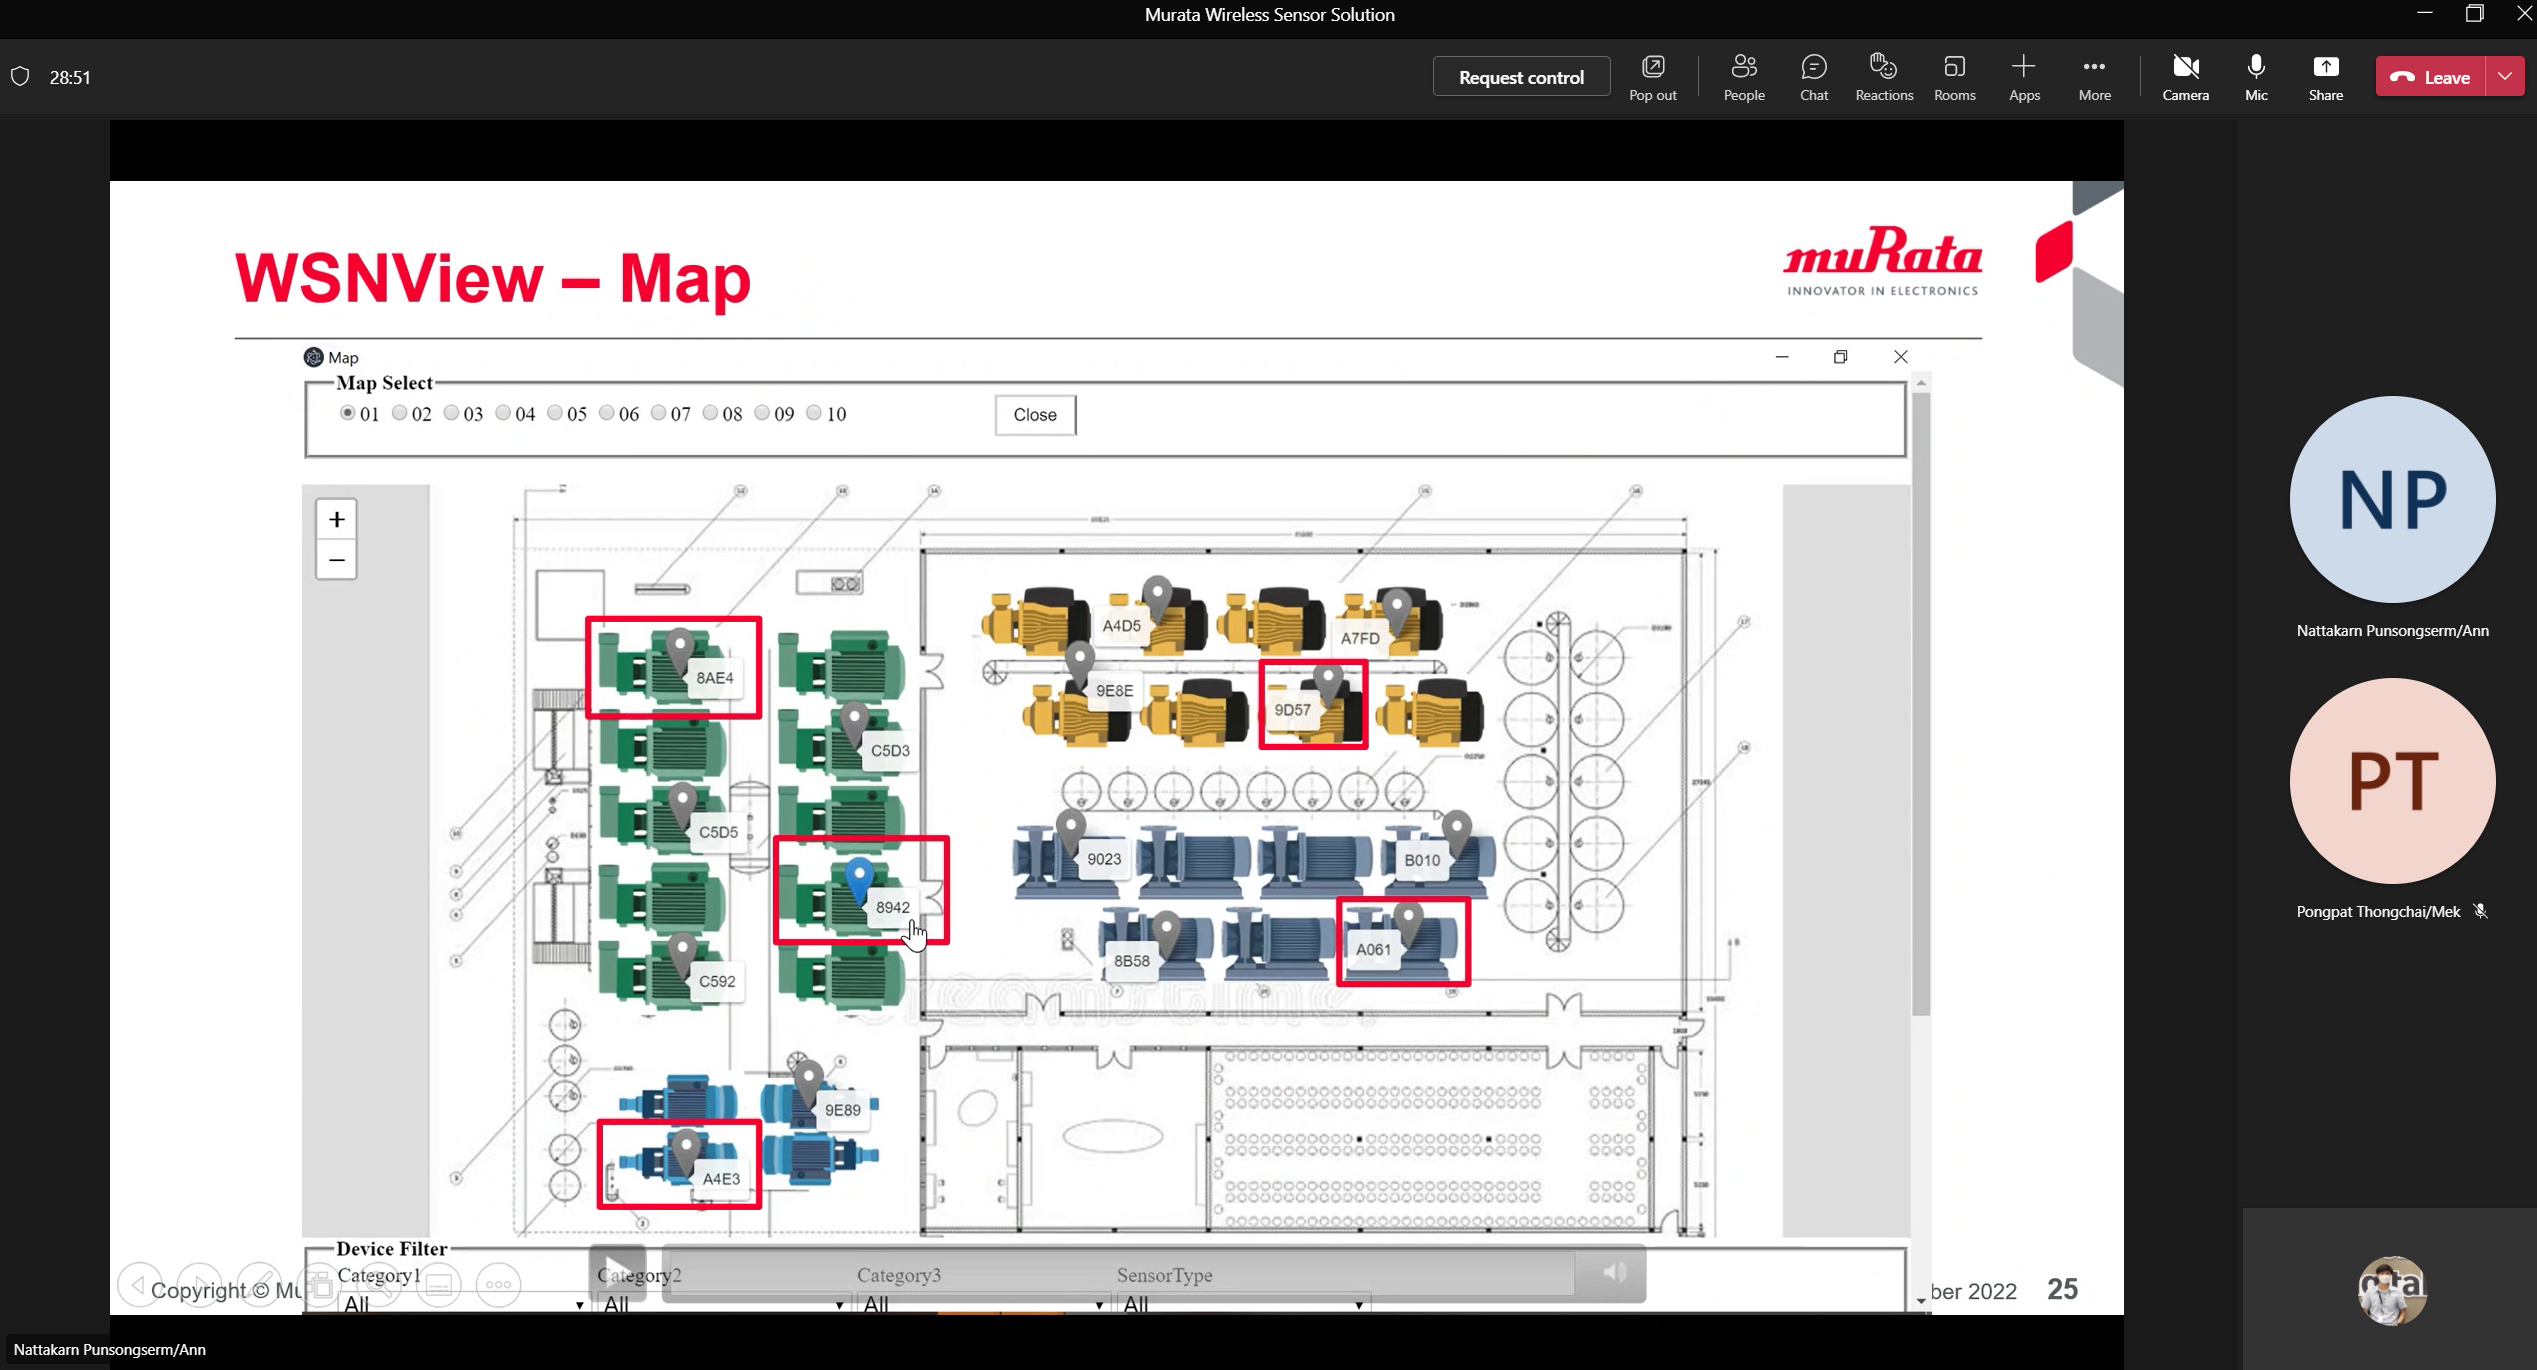 Murata Wireless Sensor Solution
28:51
Request control
Pop out
People
Chat
Reactions
Rooms
Apps
More
Camera
Mic
Share
Leave
WSNView – Map
muRata
INNOVATOR IN ELECTRONICS
Map
Map Select
01 02 03 04 05 06 07 08 09 10
Close
+
−
A4D5
A7FD
8AE4
9E8E
9D57
C5D3
C5D5
9023
B010
8942
A061
8B58
C592
9E89
A4E3
Device Filter
Category1 Category2 Category3 SensorType
All All All All
Copyright © Mu
ber 2022 25
NP
Nattakarn Punsongserm/Ann
PT
Pongpat Thongchai/Mek
Nattakarn Punsongserm/Ann